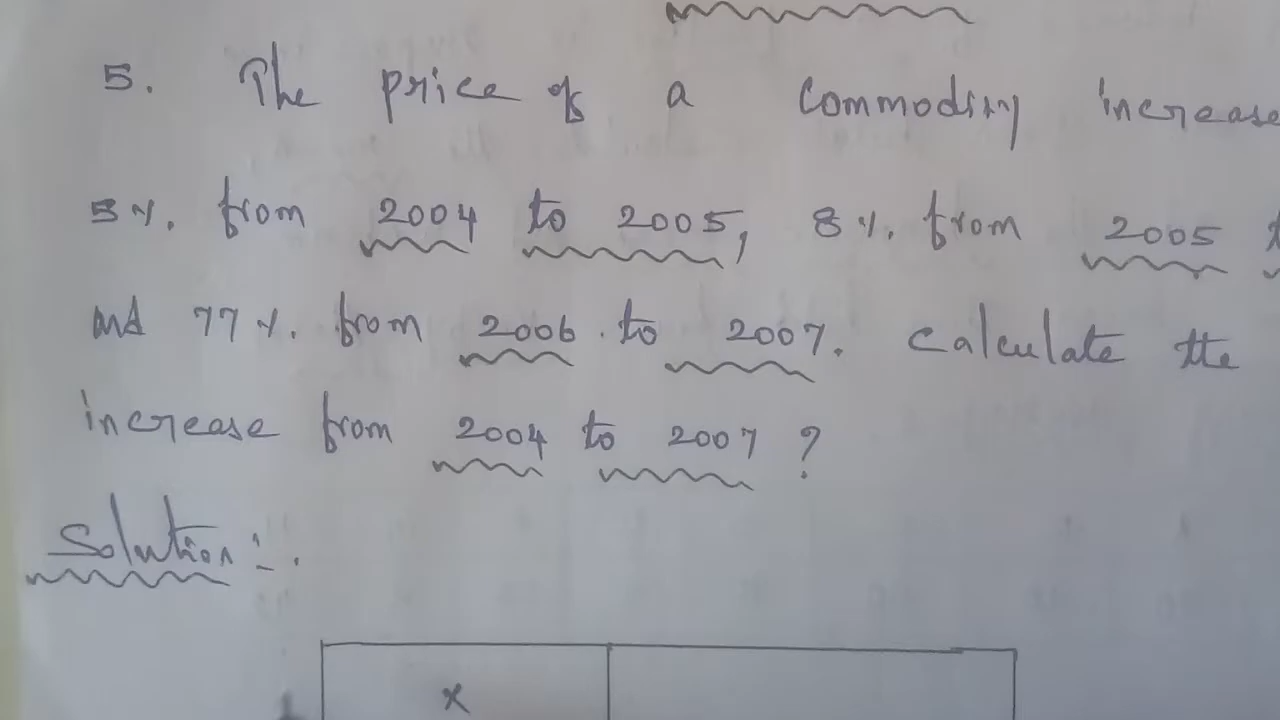 5. The price of a commodity increase
5%. from 2004 to 2005, 8%. from 2005
and 77%. from 2006 to 2007. Calculate the
increase from 2004 to 2007 ?
Solution:-.
x